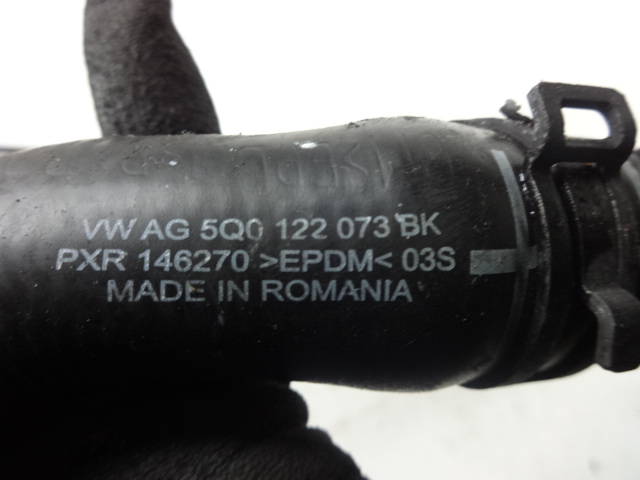 VW AG 5Q0 122 073 BK
PXR 146270 >EPDM< 03S
MADE IN ROMANIA